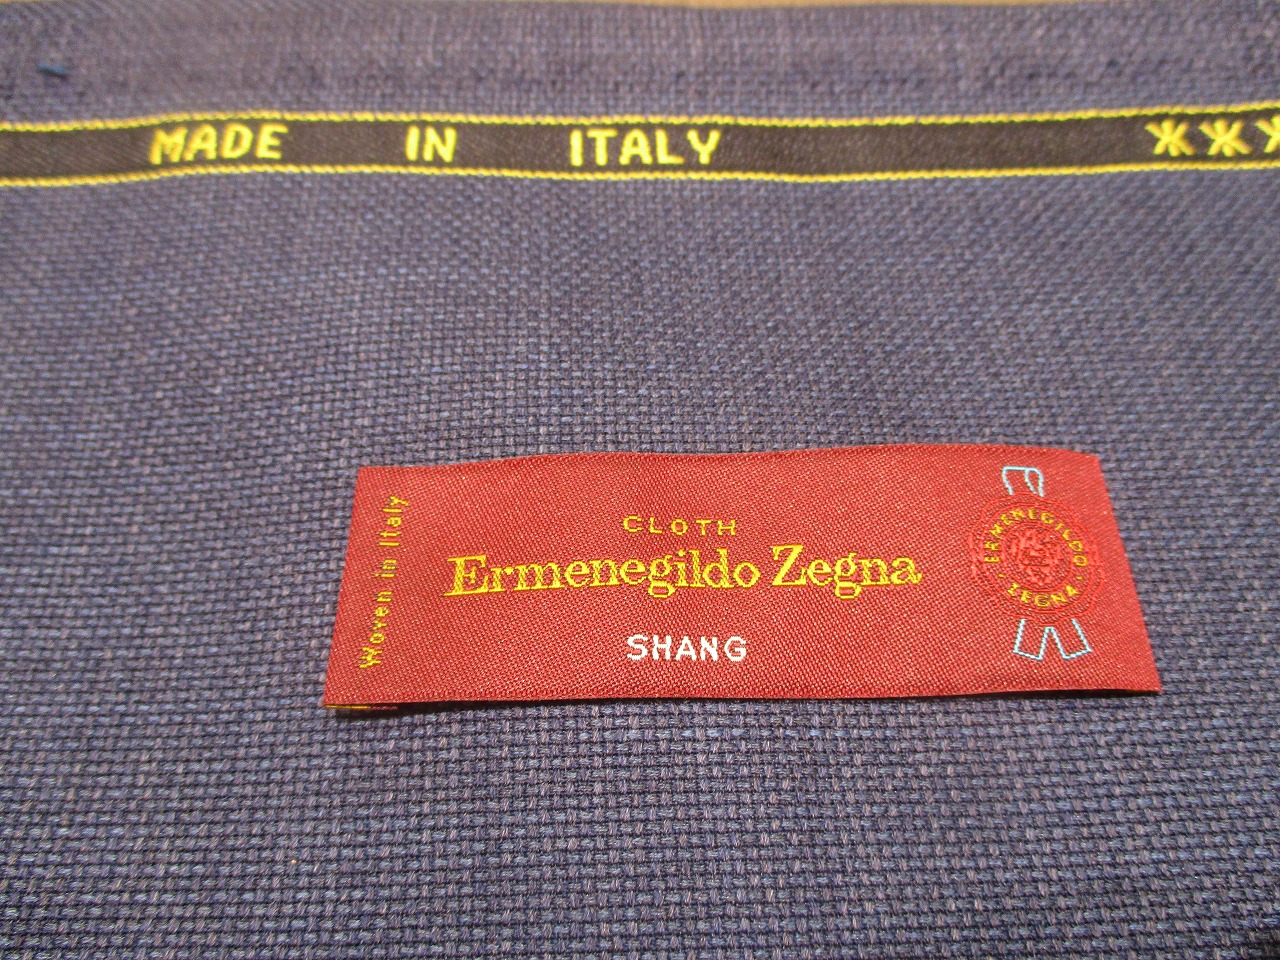 MADE IN ITALY ***
Woven in Italy
CLOTH
Ermenegildo Zegna
SHANG
ERMENEGILDO
· ZEGNA ·